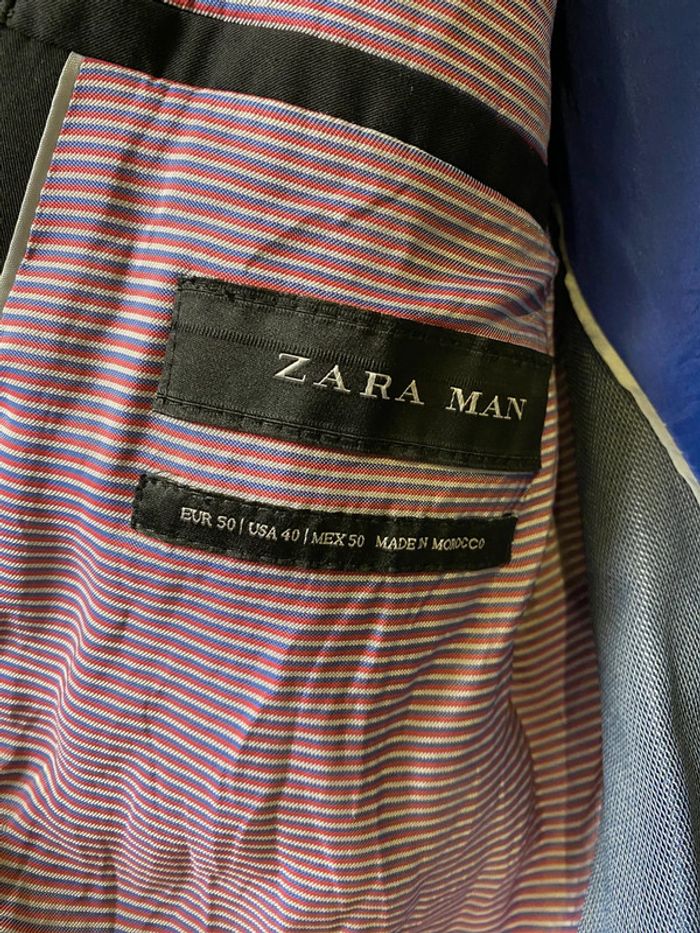 ZARA MAN
EUR 50 | USA 40 | MEX 50 MADE IN MOROCCO